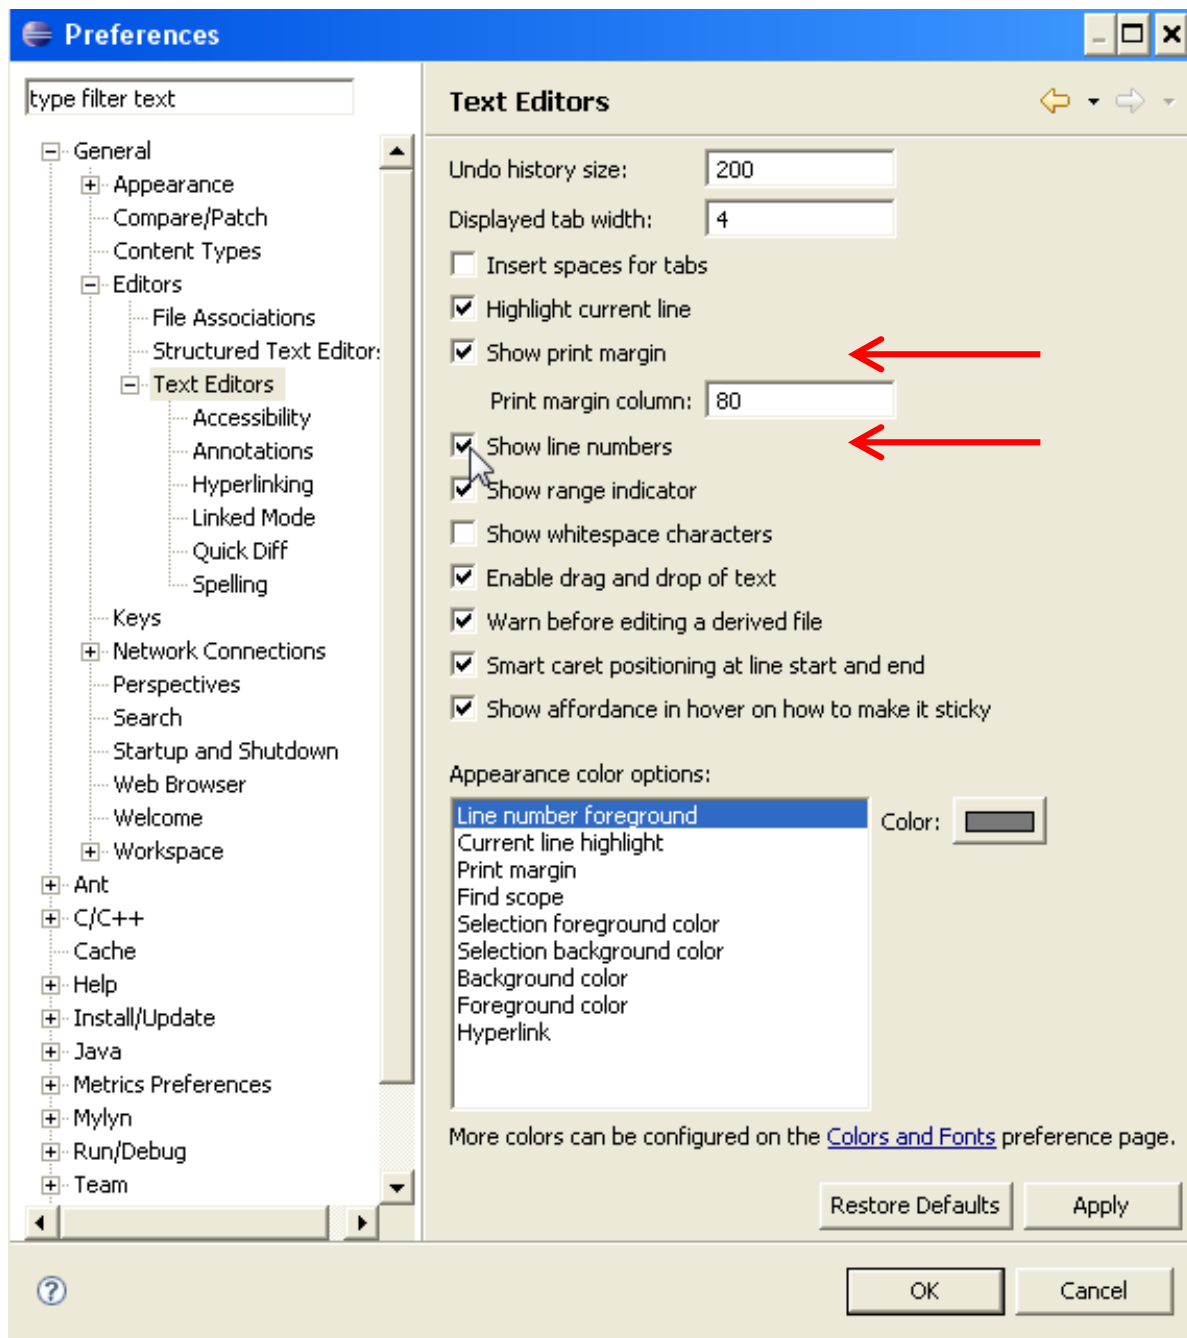 Preferences
type filter text
General
Appearance
Compare/Patch
Content Types
Editors
File Associations
Structured Text Editor
Text Editors
Accessibility
Annotations
Hyperlinking
Linked Mode
Quick Diff
Spelling
Keys
Network Connections
Perspectives
Search
Startup and Shutdown
Web Browser
Welcome
Workspace
Ant
C/C++
Cache
Help
Install/Update
Java
Metrics Preferences
Mylyn
Run/Debug
Team
Text Editors
Undo history size: 200
Displayed tab width: 4
Insert spaces for tabs
Highlight current line
Show print margin
Print margin column: 80
Show line numbers
Show range indicator
Show whitespace characters
Enable drag and drop of text
Warn before editing a derived file
Smart caret positioning at line start and end
Show affordance in hover on how to make it sticky
Appearance color options:
Line number foreground
Current line highlight
Print margin
Find scope
Selection foreground color
Selection background color
Background color
Foreground color
Hyperlink
Color:
More colors can be configured on the Colors and Fonts preference page.
Restore Defaults
Apply
OK
Cancel